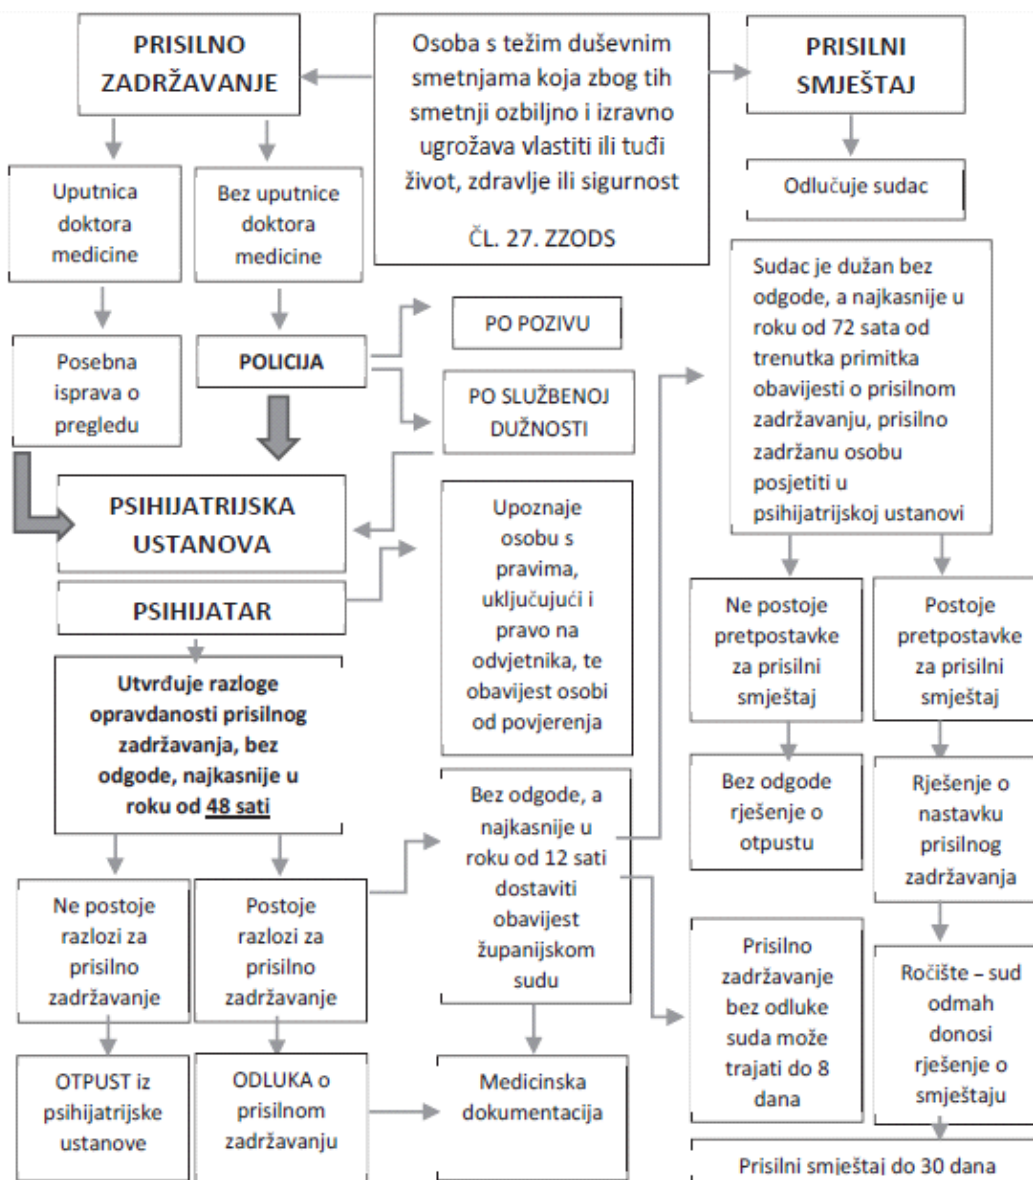 PRISILNO
ZADRŽAVANJE
Osoba s težim duševnim
smetnjama koja zbog tih
smetnji ozbiljno i izravno
ugrožava vlastiti ili tuđi
život, zdravlje ili sigurnost
ČL. 27. ZZODS
PRISILNI
SMJEŠTAJ
Uputnica
doktora
medicine
Bez uputnice
doktora
medicine
Odlučuje sudac
Posebna
isprava o
pregledu
POLICIJA
PO POZIVU
PO SLUŽBENOJ
DUŽNOSTI
Sudac je dužan bez
odgode, a najkasnije u
roku od 72 sata od
trenutka primitka
obavijesti o prisilnom
zadržavanju, prisilno
zadržanu osobu
posjetiti u
psihijatrijskoj ustanovi
PSIHIJATRIJSKA
USTANOVA
PSIHIJATAR
Upoznaje
osobu s
pravima,
uključujući i
pravo na
odvjetnika, te
obavijest osobi
od povjerenja
Utvrđuje razloge
opravdanosti prisilnog
zadržavanja, bez
odgode, najkasnije u
roku od 48 sati
Ne postoje
pretpostavke
za prisilni
smještaj
Postoje
pretpostavke
za prisilni
smještaj
Bez odgode
rješenje o
otpustu
Rješenje o
nastavku
prisilnog
zadržavanja
Ne postoje
razlozi za
prisilno
zadržavanje
Postoje
razlozi za
prisilno
zadržavanje
Bez odgode, a
najkasnije u
roku od 12 sati
dostaviti
obavijest
županijskom
sudu
Prisilno
zadržavanje
bez odluke
suda može
trajati do 8
dana
Ročište – sud
odmah
donosi
rješenje o
smještaju
OTPUST iz
psihijatrijske
ustanove
ODLUKA o
prisilnom
zadržavanju
Medicinska
dokumentacija
Prisilni smještaj do 30 dana